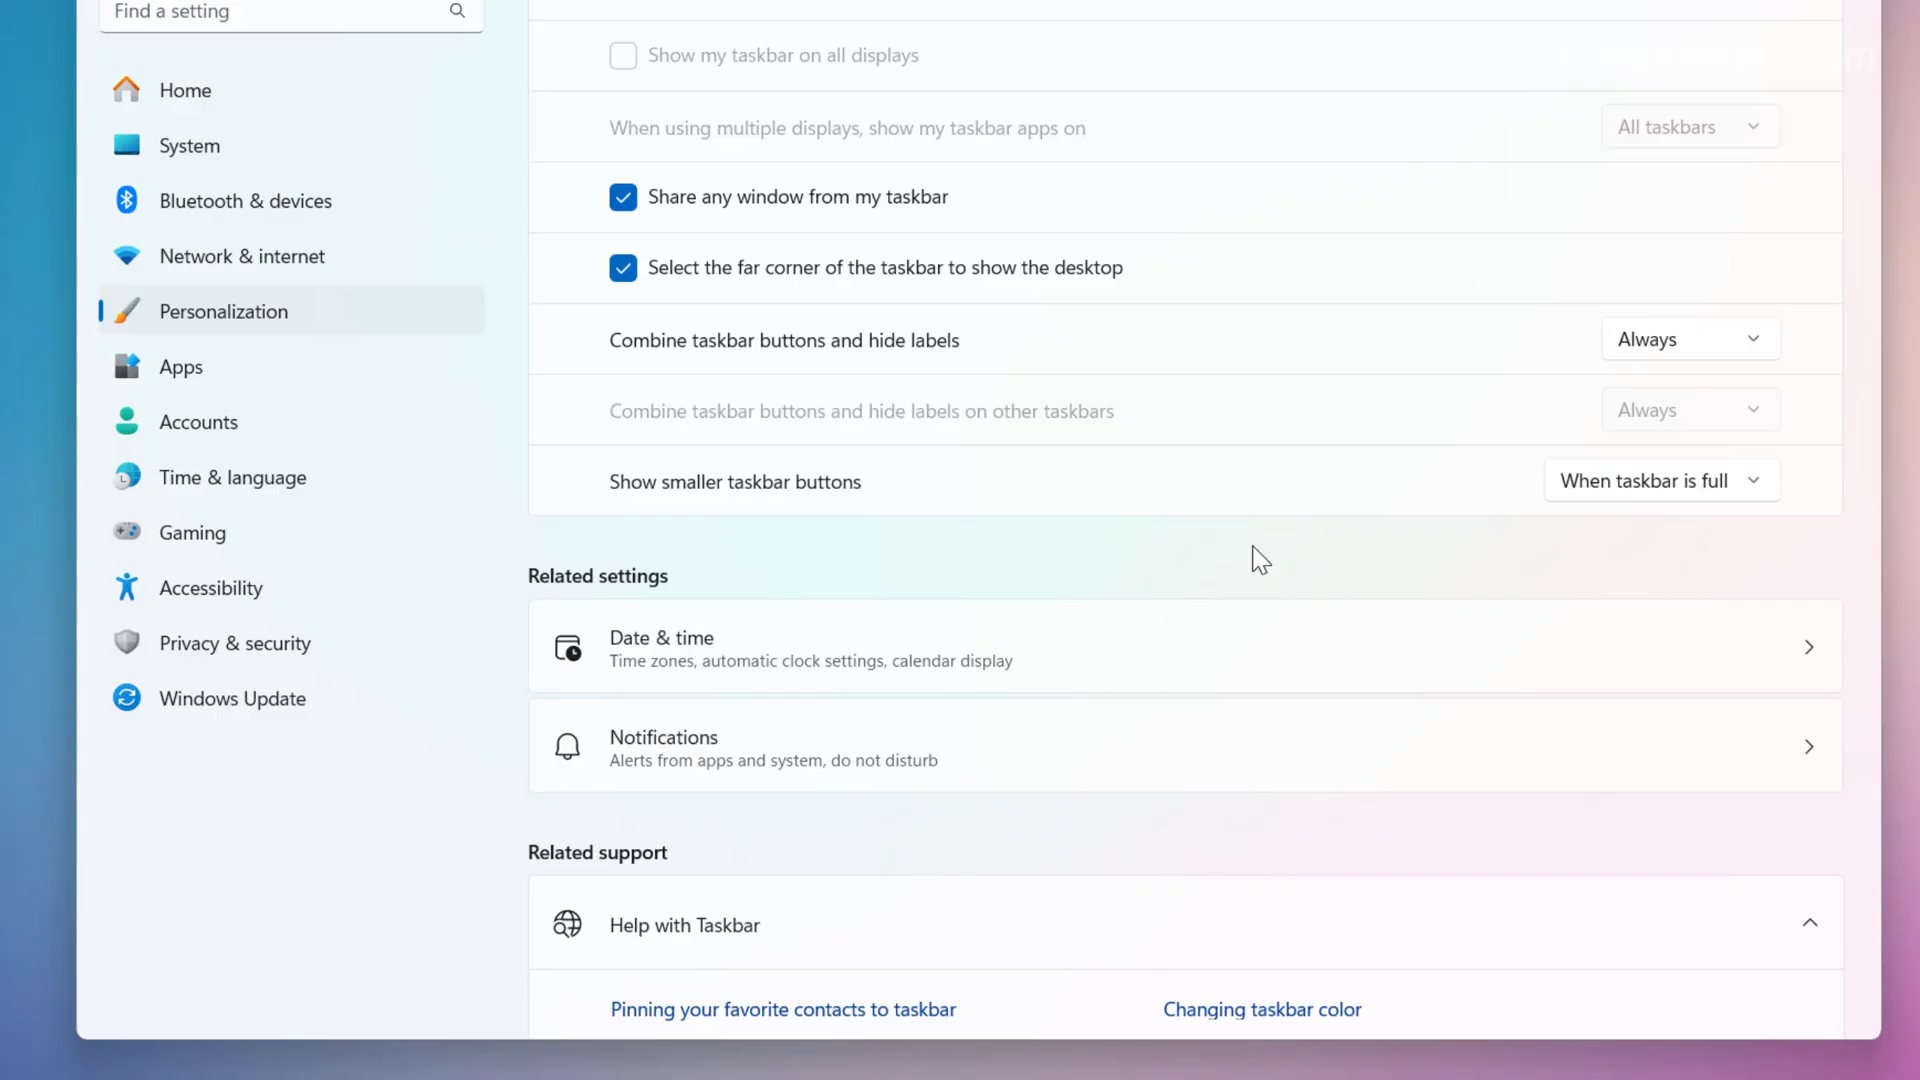 Find a setting
Home
System
Bluetooth & devices
Network & internet
Personalization
Apps
Accounts
Time & language
Gaming
Accessibility
Privacy & security
Windows Update
Show my taskbar on all displays
When using multiple displays, show my taskbar apps on
All taskbars
Share any window from my taskbar
Select the far corner of the taskbar to show the desktop
Combine taskbar buttons and hide labels
Always
Combine taskbar buttons and hide labels on other taskbars
Always
Show smaller taskbar buttons
When taskbar is full
Related settings
Date & time
Time zones, automatic clock settings, calendar display
Notifications
Alerts from apps and system, do not disturb
Related support
Help with Taskbar
Pinning your favorite contacts to taskbar
Changing taskbar color